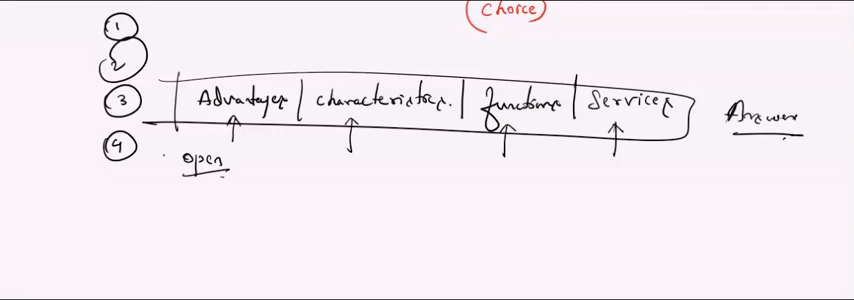 (Choice)
1
2
3 Advantages | characteristics. | functions | Services Answer
4 open